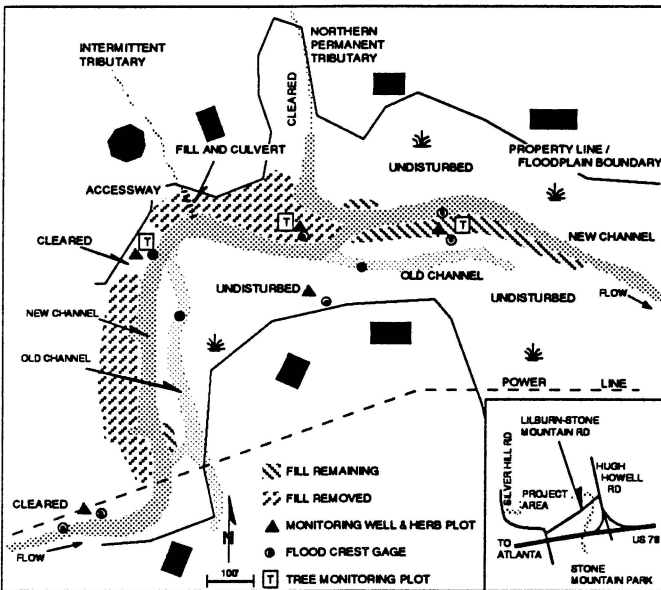 INTERMITTENT
TRIBUTARY
NORTHERN
PERMANENT
TRIBUTARY
CLEARED
FILL AND CULVERT
ACCESSWAY
UNDISTURBED
PROPERTY LINE /
FLOODPLAIN BOUNDARY
CLEARED
T
T
T
NEW CHANNEL
OLD CHANNEL
UNDISTURBED
UNDISTURBED
FLOW
NEW CHANNEL
OLD CHANNEL
POWER LINE
CLEARED
FLOW
N
100'
FILL REMAINING
FILL REMOVED
MONITORING WELL & HERB PLOT
FLOOD CREST GAGE
T TREE MONITORING PLOT
LILBURN-STONE
MOUNTAIN RD
SILVER HILL RD
HUGH
HOWELL
RD
PROJECT
AREA
TO
ATLANTA
US 78
STONE
MOUNTAIN PARK